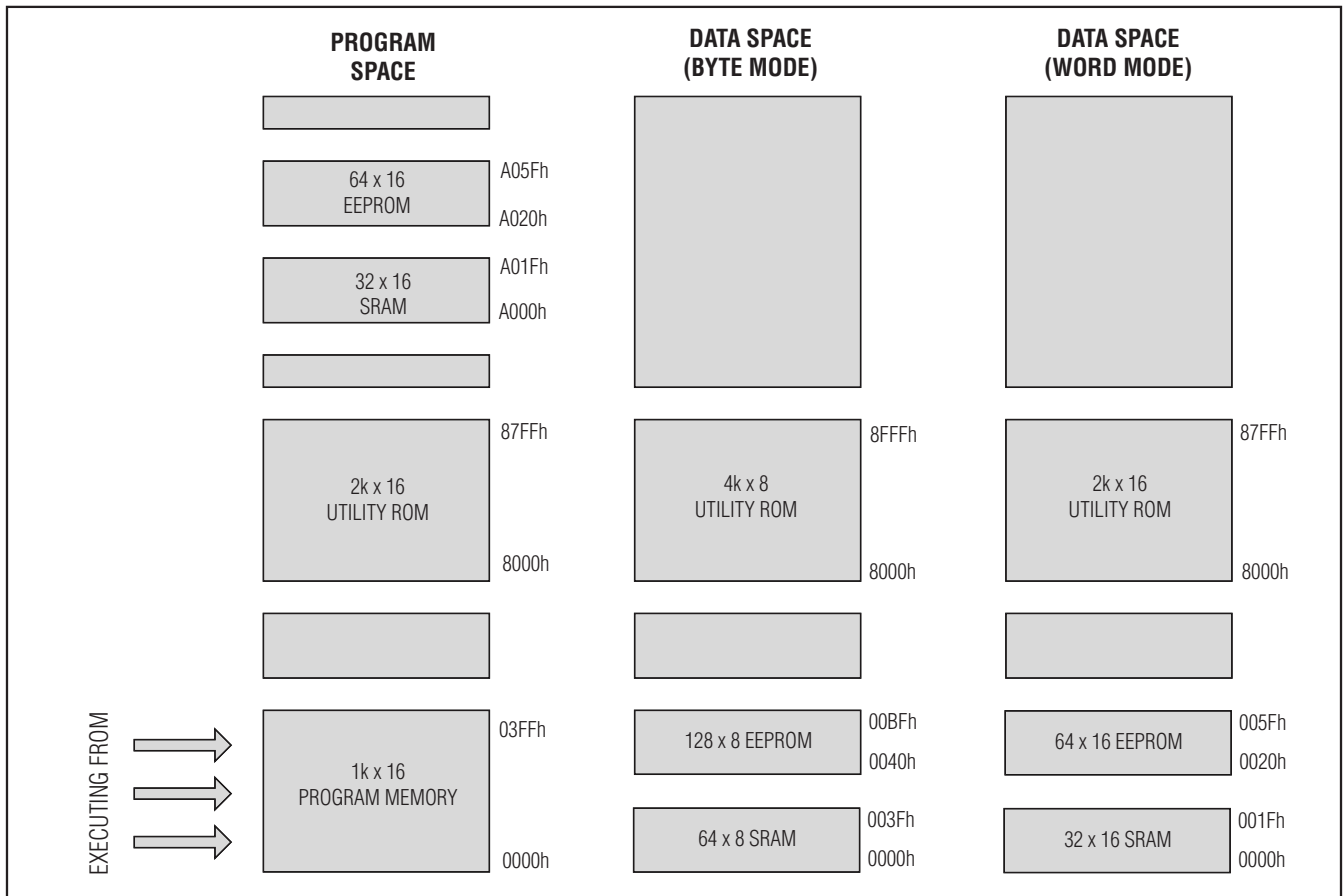 PROGRAM
SPACE
DATA SPACE
(BYTE MODE)
DATA SPACE
(WORD MODE)
64 x 16
EEPROM
A05Fh
A020h
32 x 16
SRAM
A01Fh
A000h
2k x 16
UTILITY ROM
87FFh
8000h
4k x 8
UTILITY ROM
8FFFh
8000h
2k x 16
UTILITY ROM
87FFh
8000h
EXECUTING FROM
1k x 16
PROGRAM MEMORY
03FFh
0000h
128 x 8 EEPROM
00BFh
0040h
64 x 8 SRAM
003Fh
0000h
64 x 16 EEPROM
005Fh
0020h
32 x 16 SRAM
001Fh
0000h